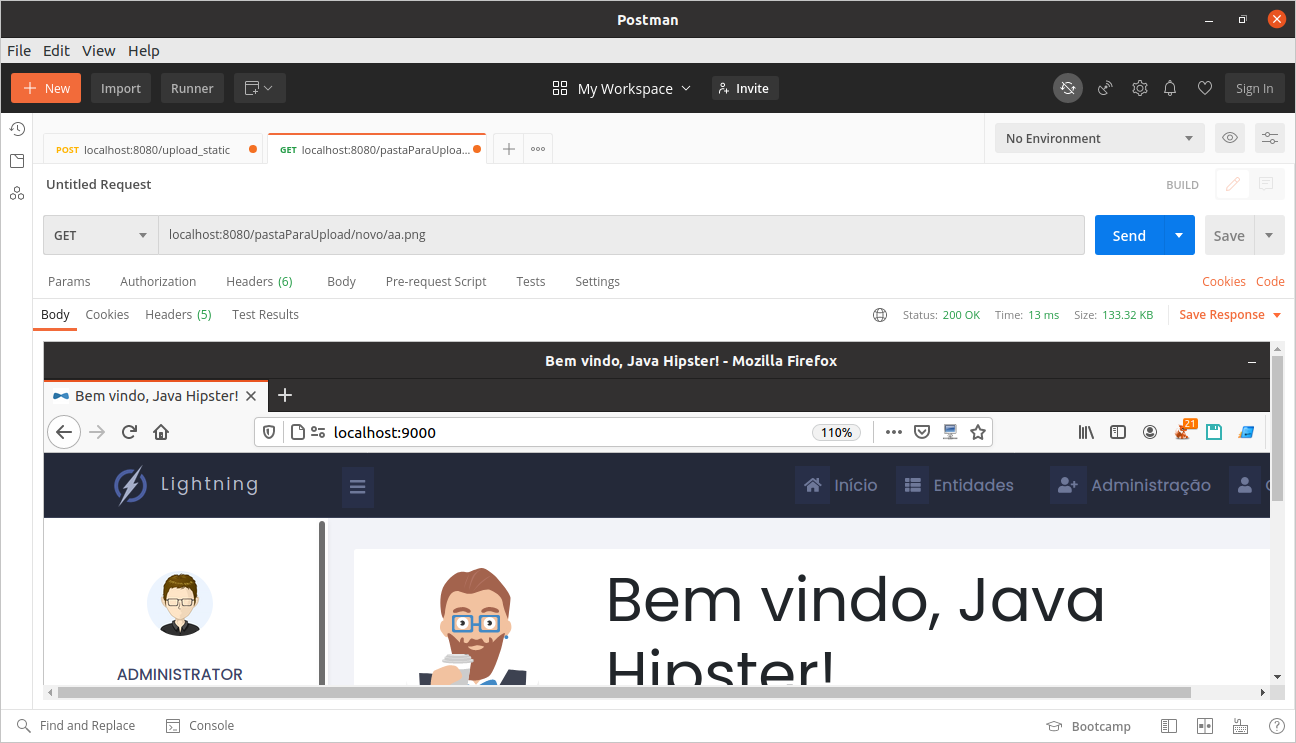 Postman
File Edit View Help
New Import Runner My Workspace Invite Sign In
POST localhost:8080/upload_static GET localhost:8080/pastaParaUploa... No Environment
Untitled Request BUILD
GET localhost:8080/pastaParaUpload/novo/aa.png Send Save
Params Authorization Headers (6) Body Pre-request Script Tests Settings Cookies Code
Body Cookies Headers (5) Test Results Status: 200 OK Time: 13 ms Size: 133.32 KB Save Response
Bem vindo, Java Hipster! - Mozilla Firefox
Bem vindo, Java Hipster!
localhost:9000 110% 21
Lightning Início Entidades Administração
Bem vindo, Java
Hipster!
ADMINISTRATOR
Find and Replace Console Bootcamp